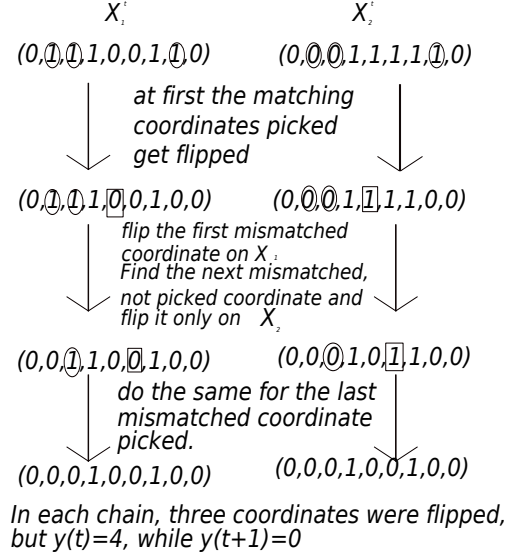 X₁ᵗ X₂ᵗ
(0,1,1,1,0,0,1,1,0) (0,0,0,1,1,1,1,1,0)
at first the matching
coordinates picked
get flipped
(0,1,1,1,0,0,1,0,0) (0,0,0,1,1,1,1,0,0)
flip the first mismatched
coordinate on X₁
Find the next mismatched,
not picked coordinate and
flip it only on X₂
(0,0,1,1,0,0,1,0,0) (0,0,0,1,0,1,1,0,0)
do the same for the last
mismatched coordinate
picked.
(0,0,0,1,0,0,1,0,0) (0,0,0,1,0,0,1,0,0)
In each chain, three coordinates were flipped,
but y(t)=4, while y(t+1)=0